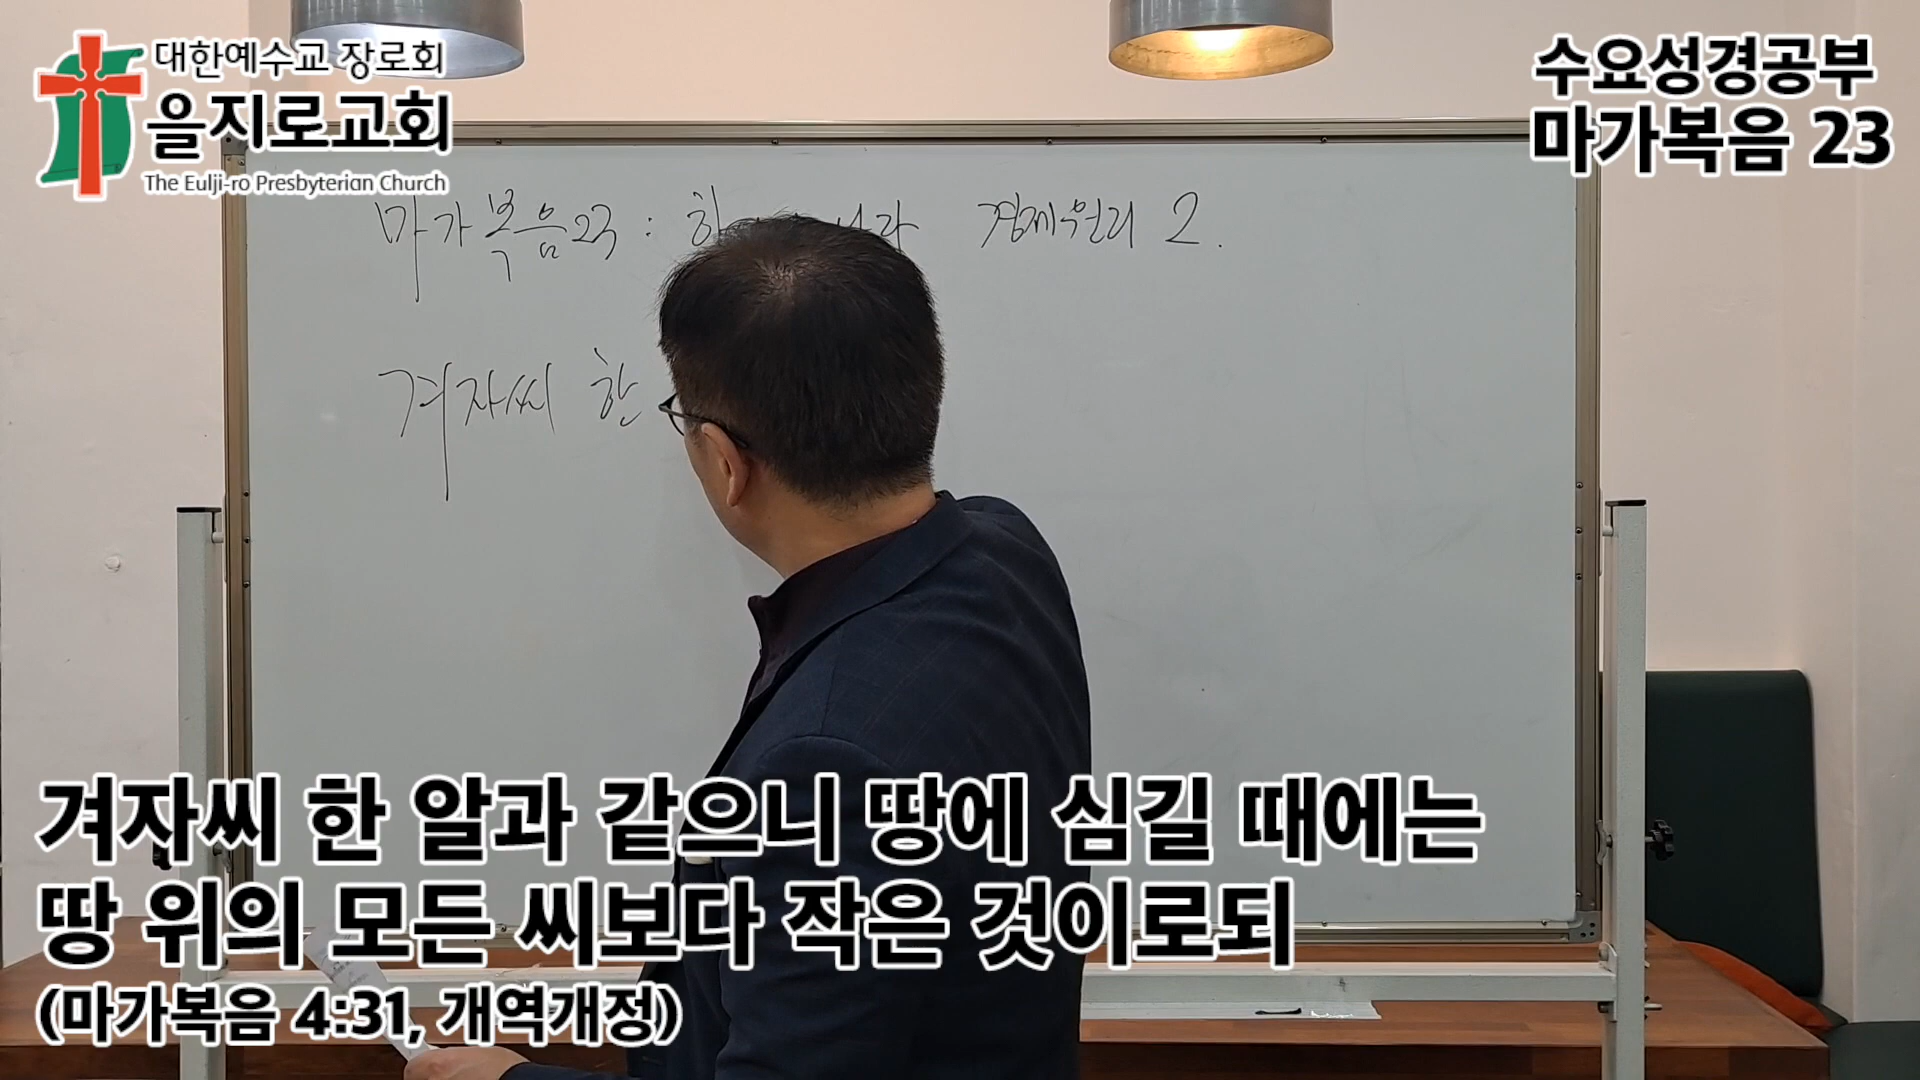 대한예수교 장로회
을지로교회
The Eulji-ro Presbyterian Church
수요성경공부
마가복음 23
마가복음23 : 하 나라 경제원리 2.
겨자씨 한
겨자씨 한 알과 같으니 땅에 심길 때에는
땅 위의 모든 씨보다 작은 것이로되
(마가복음 4:31, 개역개정)